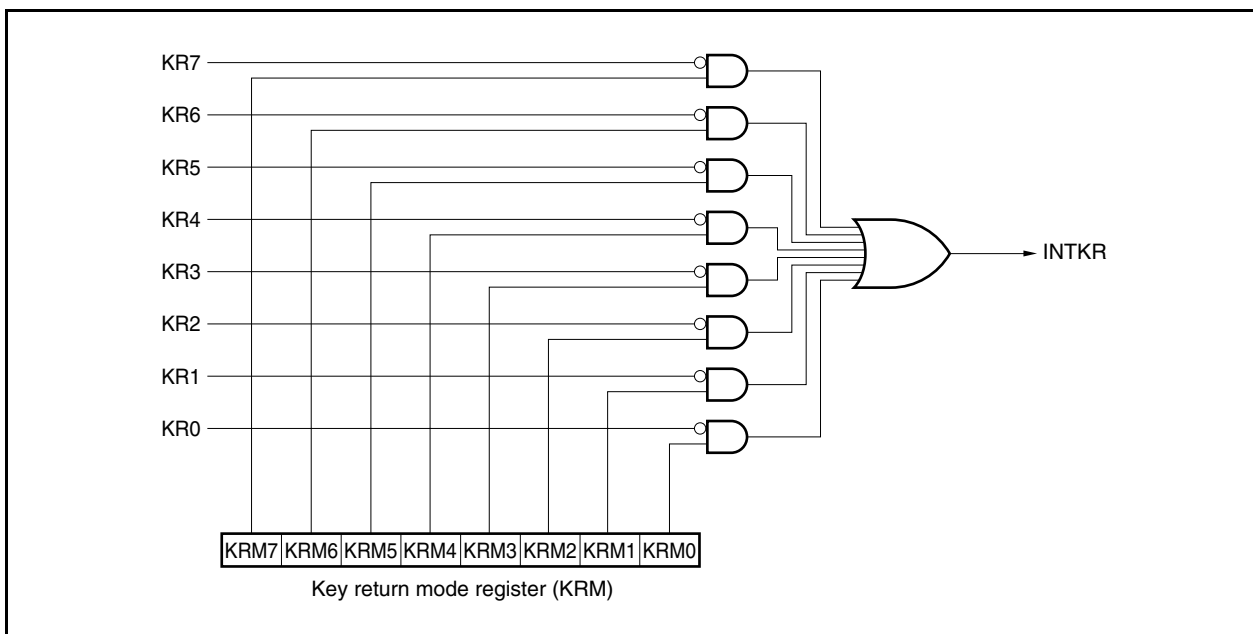 KR7
KR6
KR5
KR4
KR3
KR2
KR1
KR0
INTKR
KRM7 KRM6 KRM5 KRM4 KRM3 KRM2 KRM1 KRM0
Key return mode register (KRM)